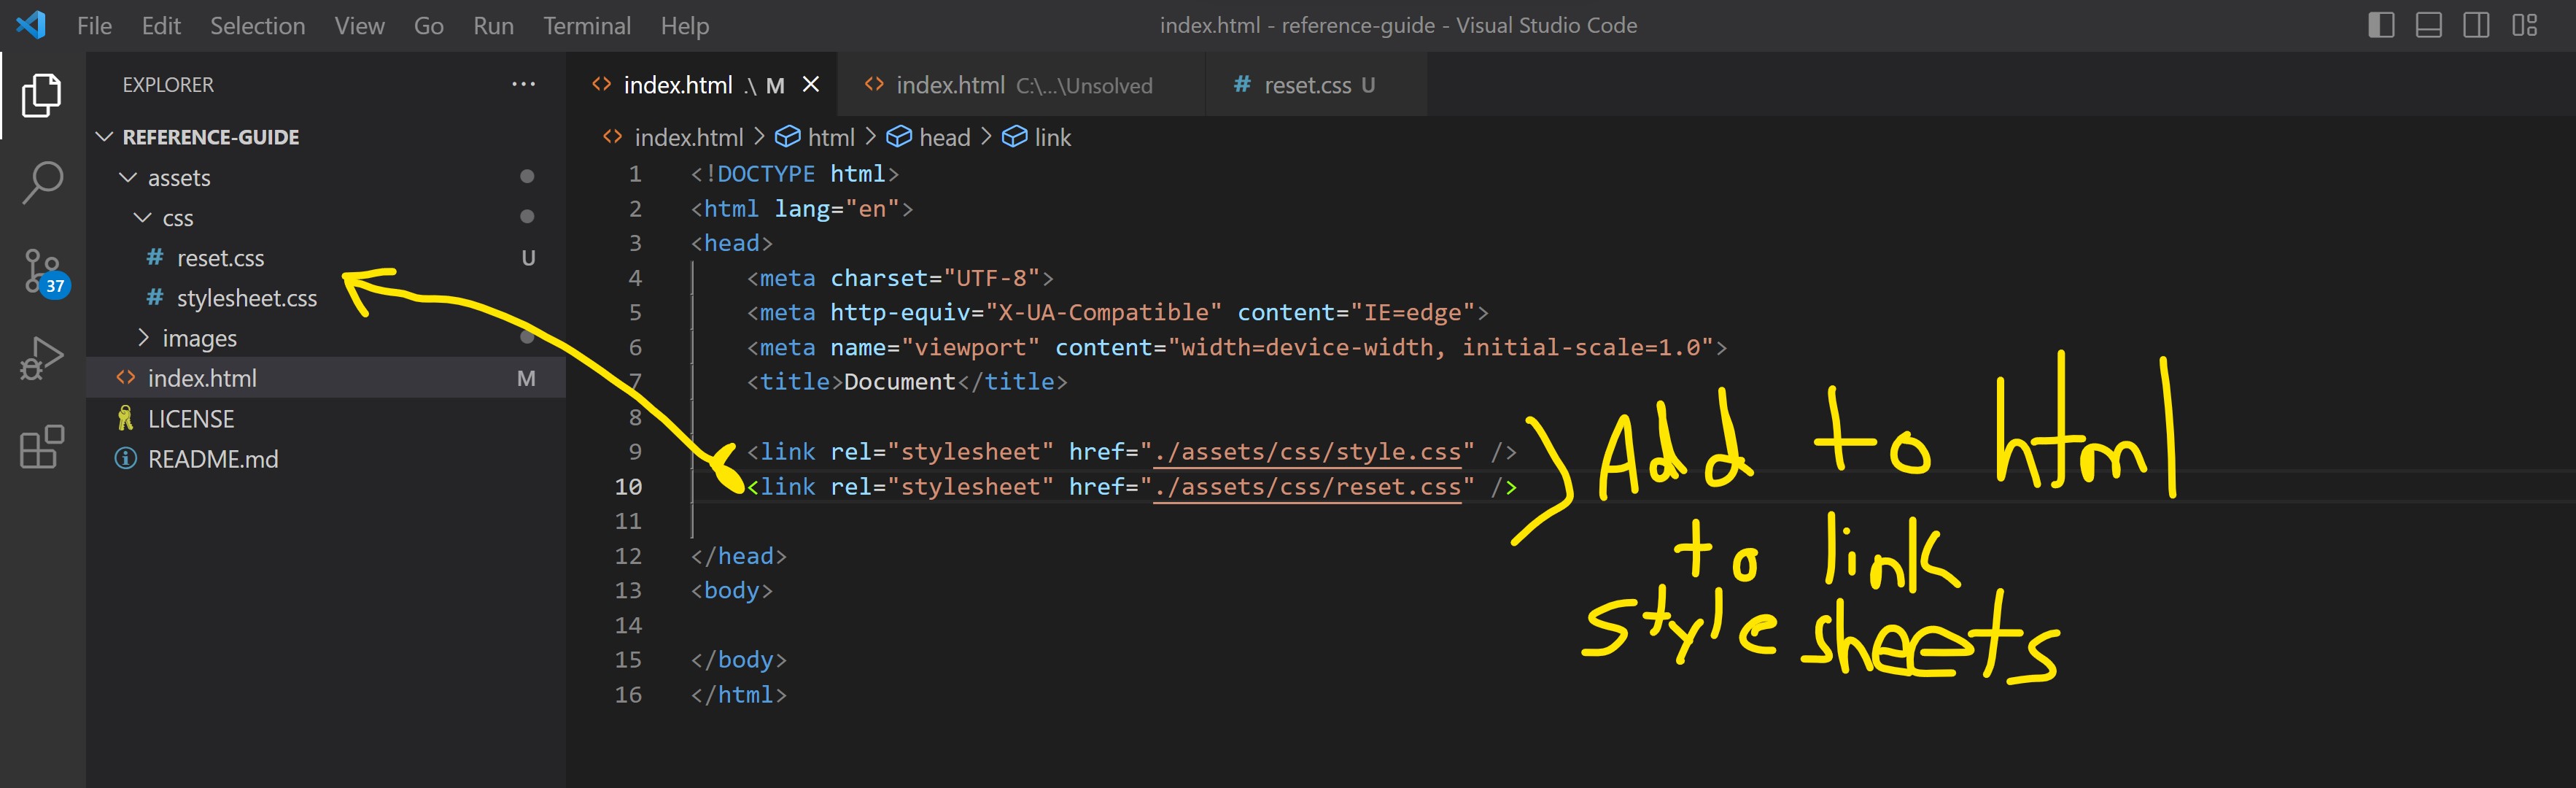 File Edit Selection View Go Run Terminal Help
index.html - reference-guide - Visual Studio Code
EXPLORER ...
REFERENCE-GUIDE
assets
css
# reset.css U
# stylesheet.css
images
<> index.html M
LICENSE
README.md
37
<> index.html .\ M × <> index.html C:\...\Unsolved # reset.css U
<> index.html > html > head > link
1 <!DOCTYPE html>
2 <html lang="en">
3 <head>
4 <meta charset="UTF-8">
5 <meta http-equiv="X-UA-Compatible" content="IE=edge">
6 <meta name="viewport" content="width=device-width, initial-scale=1.0">
7 <title>Document</title>
8
9 <link rel="stylesheet" href="./assets/css/style.css" />
10 <link rel="stylesheet" href="./assets/css/reset.css" />
11
12 </head>
13 <body>
14
15 </body>
16 </html>
Add to html
to link
style sheets